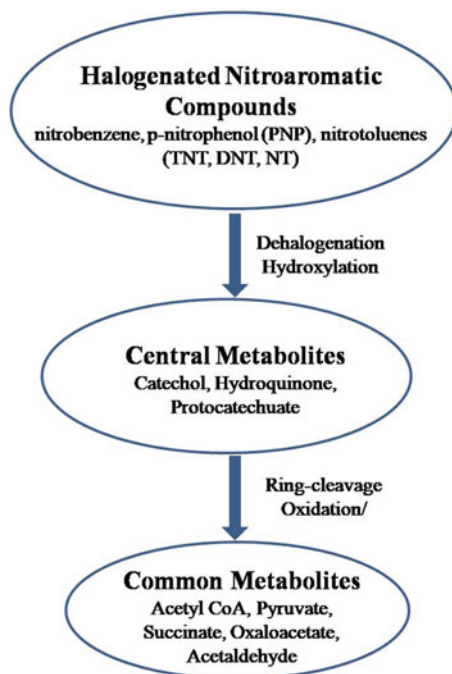 Halogenated Nitroaromatic
Compounds
nitrobenzene, p-nitrophenol (PNP), nitrotoluenes
(TNT, DNT, NT)
Dehalogenation
Hydroxylation
Central Metabolites
Catechol, Hydroquinone,
Protocatechuate
Ring-cleavage
Oxidation/
Common Metabolites
Acetyl CoA, Pyruvate,
Succinate, Oxaloacetate,
Acetaldehyde